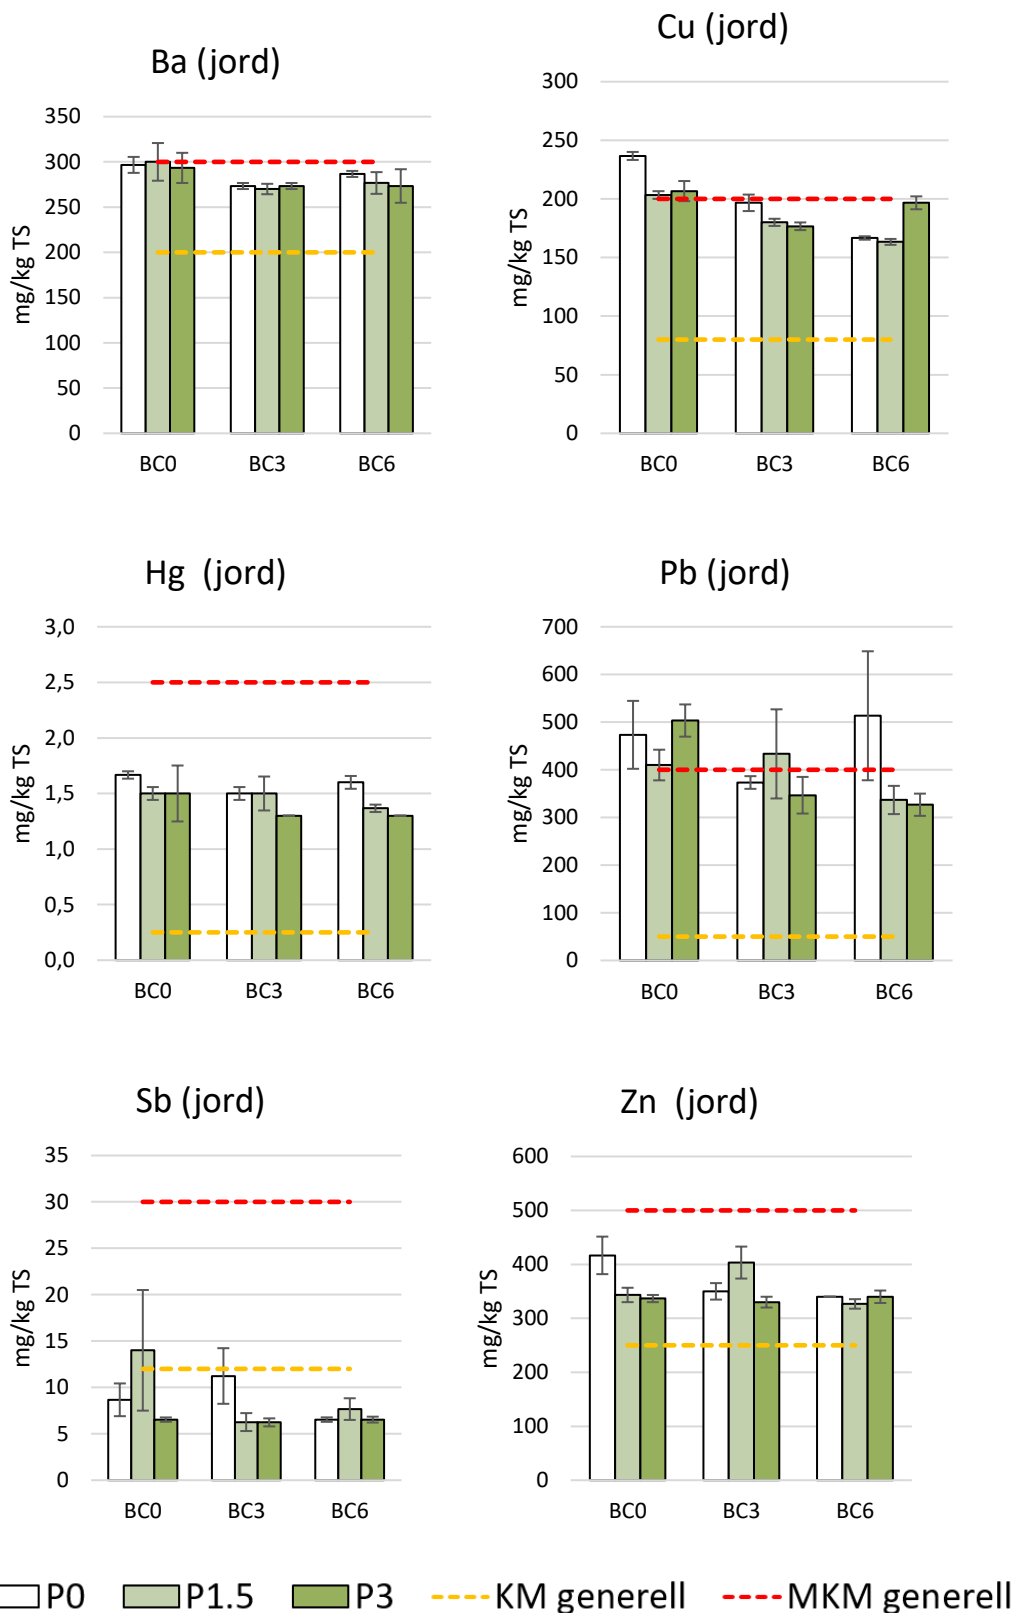 Ba (jord)
mg/kg TS
350
300
250
200
150
100
50
0
BC0 BC3 BC6
Cu (jord)
mg/kg TS
300
250
200
150
100
50
0
BC0 BC3 BC6
Hg (jord)
mg/kg TS
3,0
2,5
2,0
1,5
1,0
0,5
0,0
BC0 BC3 BC6
Pb (jord)
mg/kg TS
700
600
500
400
300
200
100
0
BC0 BC3 BC6
Sb (jord)
mg/kg TS
35
30
25
20
15
10
5
0
BC0 BC3 BC6
Zn (jord)
mg/kg TS
600
500
400
300
200
100
0
BC0 BC3 BC6
P0 P1.5 P3 KM generell MKM generell